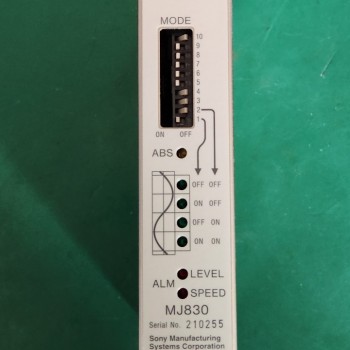 MODE
10
9
8
7
6
5
4
3
2
1
ON OFF
ABS
OFF OFF
ON OFF
OFF ON
ON ON
LEVEL
ALM
SPEED
MJ830
Serial No. 210255
Sony Manufacturing
Systems Corporation